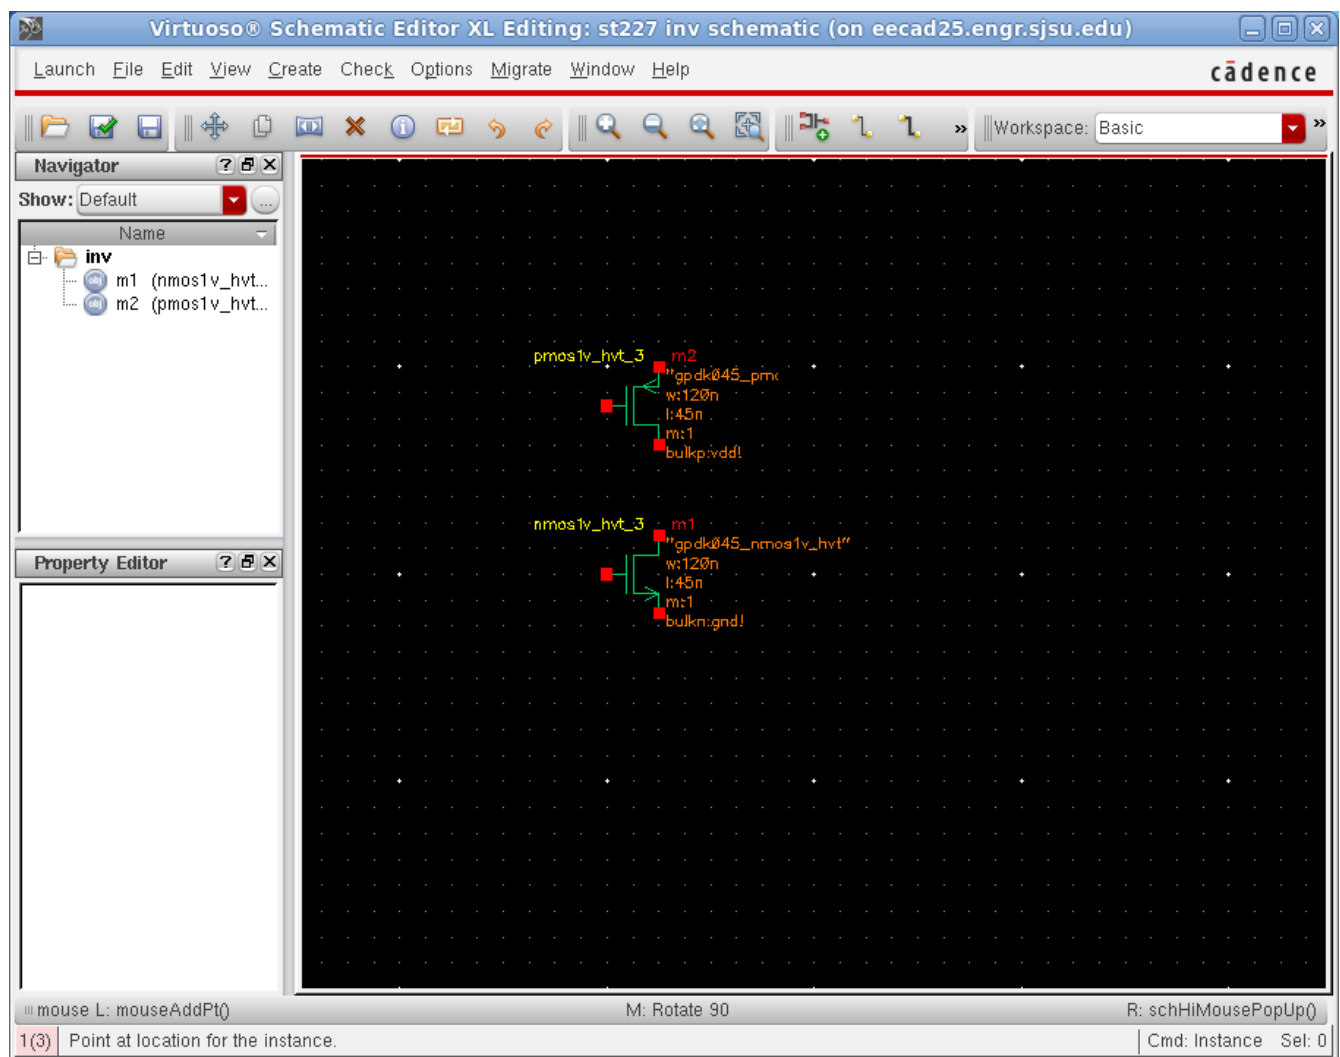 Virtuoso® Schematic Editor XL Editing: st227 inv schematic (on eecad25.engr.sjsu.edu)
Launch File Edit View Create Check Options Migrate Window Help cādence
» Workspace: Basic »
Navigator
Show: Default ...
Name
inv
m1 (nmos1v_hvt...
m2 (pmos1v_hvt...
Property Editor
pmos1v_hvt_3 m2
"gpdk045_pmo
w:120n
l:45n
m:1
bulkp:vdd!
nmos1v_hvt_3 m1
"gpdk045_nmos1v_hvt"
w:120n
l:45n
m:1
bulkn:gnd!
mouse L: mouseAddPt() M: Rotate 90 R: schHiMousePopUp()
1(3) Point at location for the instance. Cmd: Instance Sel: 0